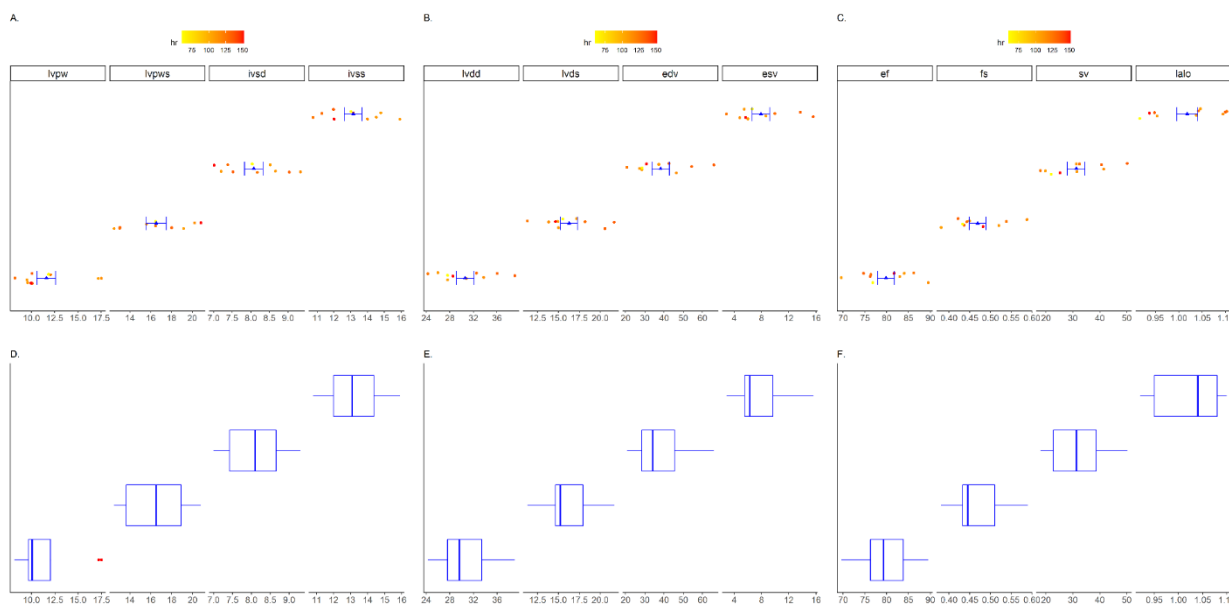 A.
B.
C.
hr 75 100 125 150
hr 75 100 125 150
hr 75 100 125 150
lvpw lvpws ivsd ivss
lvdd lvds edv esv
ef fs sv lalo
10.0 12.5 17.5 14 16 18 20 7.0 7.5 8.0 8.5 9.0 11 12 13 14 15 16
24 28 32 36 12.5 15.0 17.5 20.0 20 30 40 50 60 4 8 12 16
70 75 80 85 90 0.40 0.45 0.50 0.55 0.60 20 30 40 50 0.95 1.00 1.05 1.10
D.
E.
F.
10.0 12.5 17.5 14 16 18 20 7.0 7.5 8.0 8.5 9.0 11 12 13 14 15 16
24 28 32 36 12.5 15.0 17.5 20.0 20 30 40 50 60 4 8 12 16
70 75 80 85 90 0.40 0.45 0.50 0.55 0.60 20 30 40 50 0.95 1.00 1.05 1.10